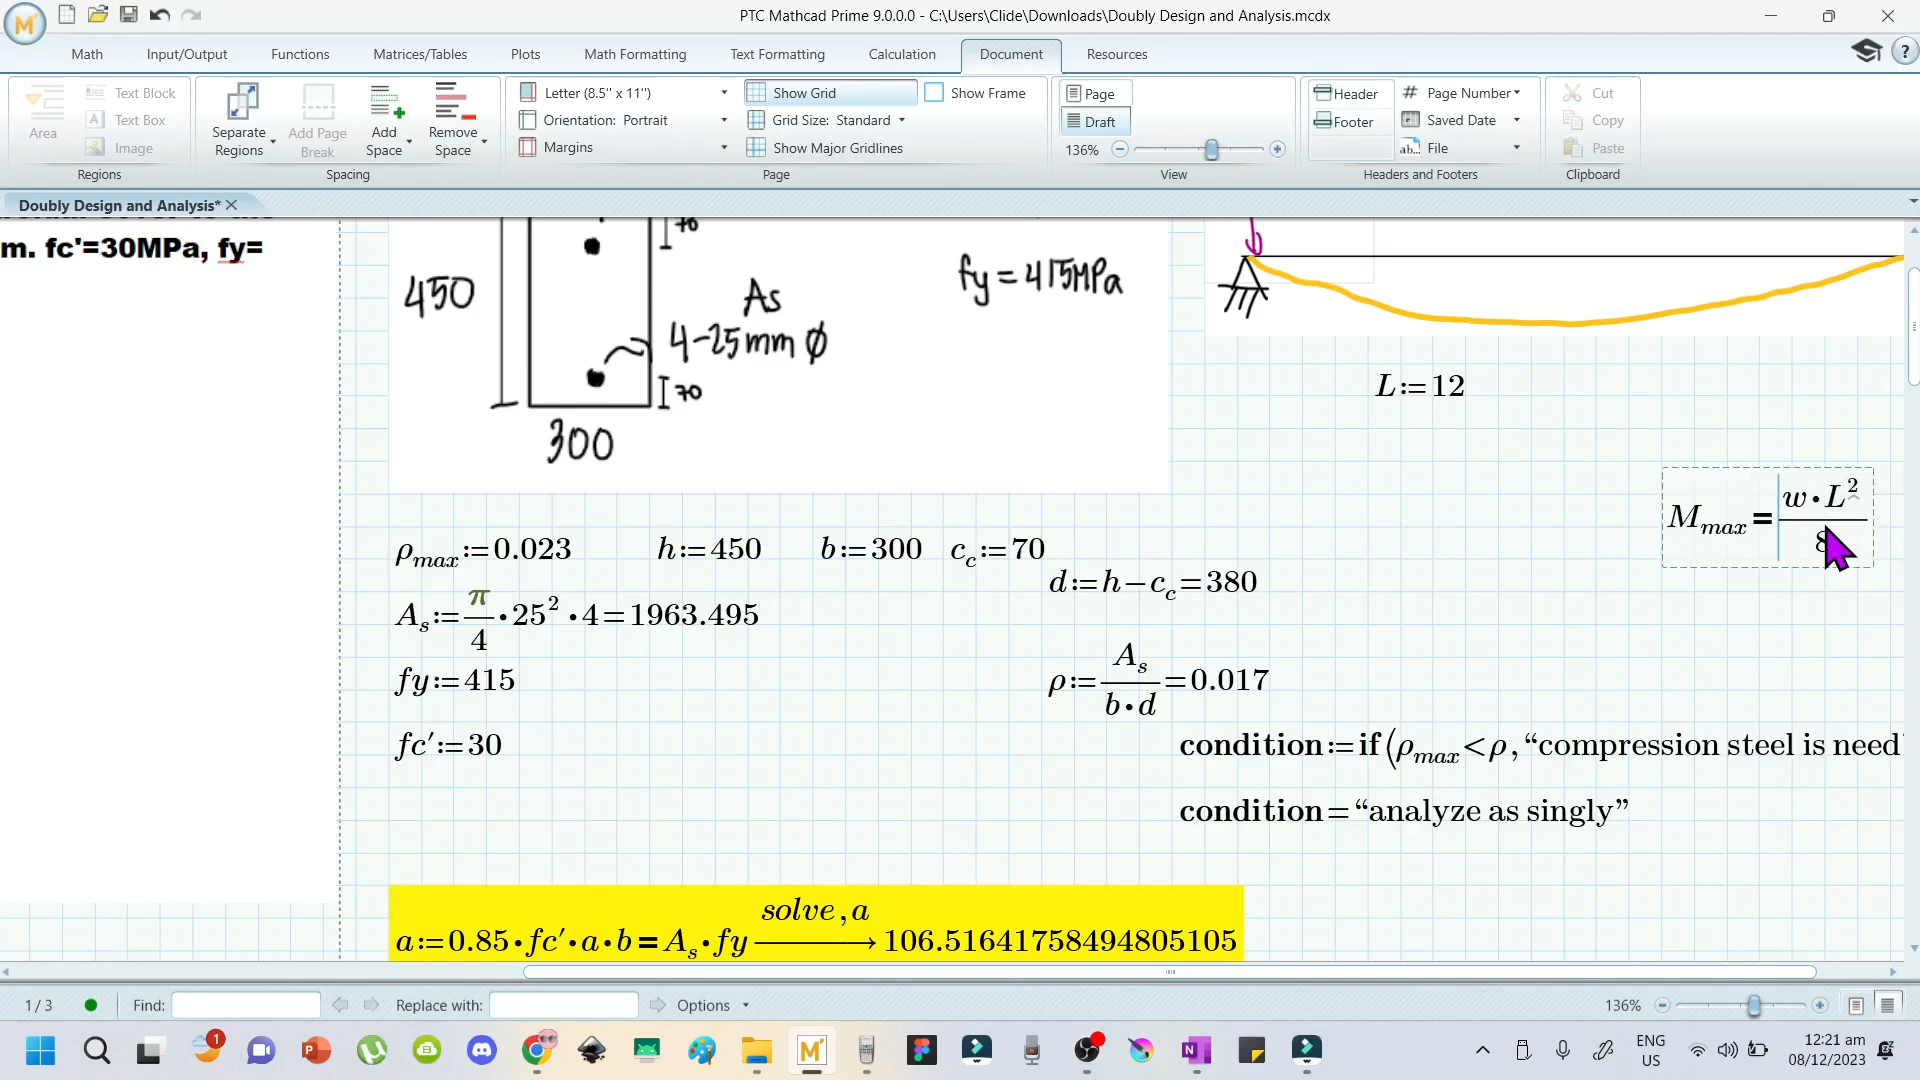 PTC Mathcad Prime 9.0.0.0 - C:\Users\Clide\Downloads\Doubly Design and Analysis.mcdx
Math Input/Output Functions Matrices/Tables Plots Math Formatting Text Formatting Calculation Document Resources
Area
Text Block
Text Box
Image
Regions
Separate Regions
Add Page Break
Add Space
Remove Space
Spacing
Letter (8.5" x 11")
Orientation: Portrait
Margins
Show Grid
Grid Size: Standard
Show Major Gridlines
Show Frame
Page
Page
Draft
136%
View
Header
Footer
# Page Number
Saved Date
File
Headers and Footers
Cut
Copy
Paste
Clipboard
Doubly Design and Analysis*
m. fc'=30MPa, fy=
70
450
As
4-25mm Ø
70
300
fy = 415MPa
L:=12
M_max = w·L²/8
ρ_max:=0.023 h:=450 b:=300 c_c:=70
d:=h−c_c=380
A_s:=π/4·25²·4=1963.495
fy:=415
ρ:=A_s/b·d=0.017
fc′:=30
condition:=if(ρ_max<ρ,“compression steel is need
condition=“analyze as singly”
solve,a
a:=0.85·fc′·a·b=A_s·fy→106.51641758494805105
1 / 3 Find: Replace with: Options 136%
1
ENG
US
12:21 am
08/12/2023